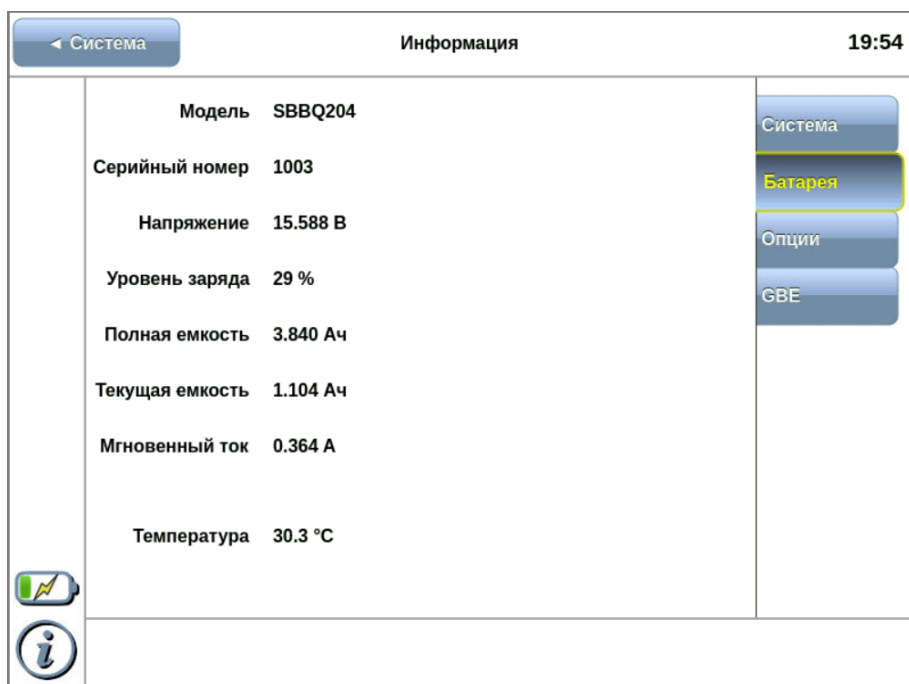 ◄ Система
Информация
19:54
Модель SBBQ204
Серийный номер 1003
Напряжение 15.588 В
Уровень заряда 29 %
Полная емкость 3.840 Ач
Текущая емкость 1.104 Ач
Мгновенный ток 0.364 А
Температура 30.3 °C
Система
Батарея
Опции
GBE
i